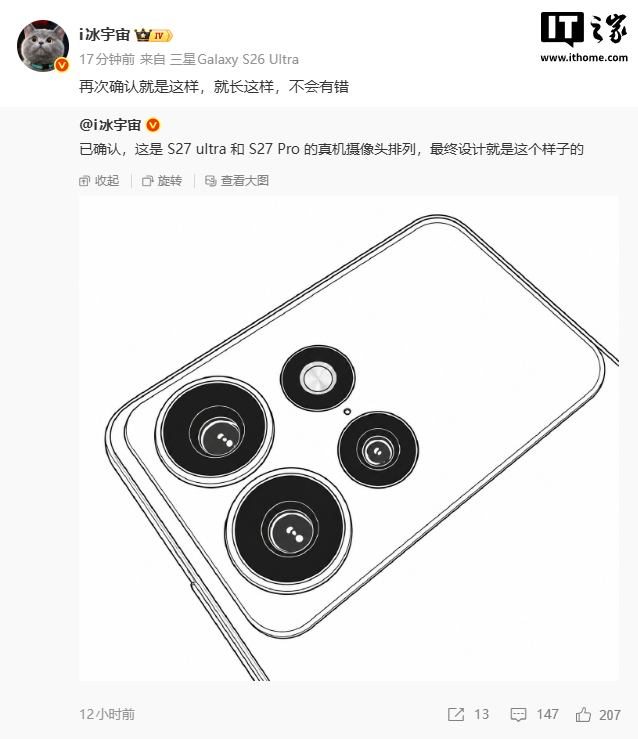 i冰宇宙 IV
17分钟前 来自 三星Galaxy S26 Ultra
IT之家
www.ithome.com
再次确认就是这样，就长这样，不会有错
@i冰宇宙
已确认，这是 S27 ultra 和 S27 Pro 的真机摄像头排列，最终设计就是这个样子的
收起 旋转 查看大图
12小时前 13 147 207